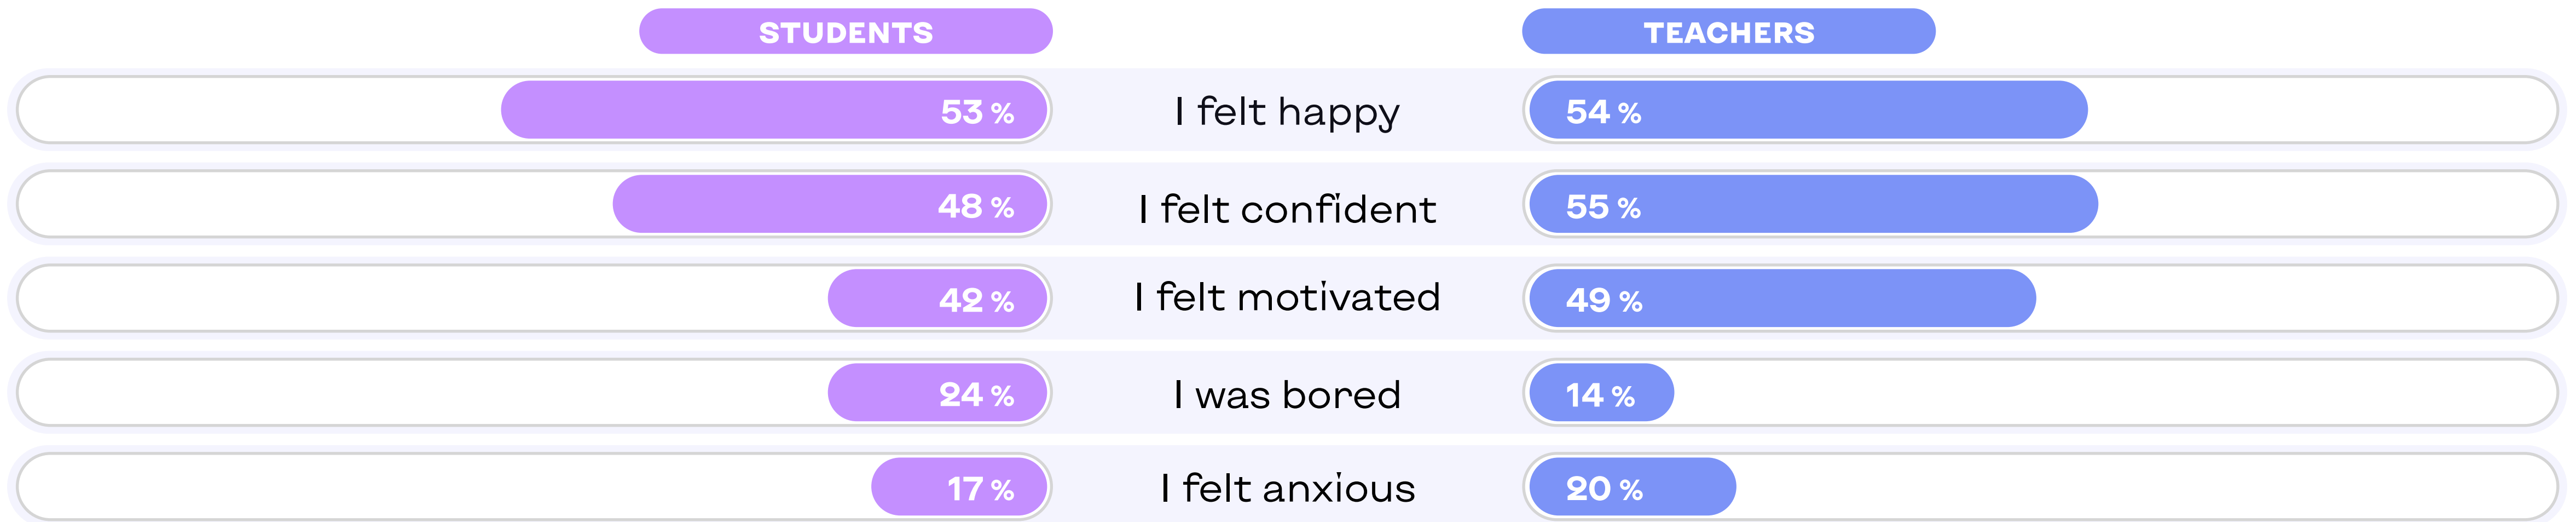 STUDENTS TEACHERS
53 % I felt happy 54 %
48 % I felt confident 55 %
42 % I felt motivated 49 %
24 % I was bored 14 %
17 % I felt anxious 20 %